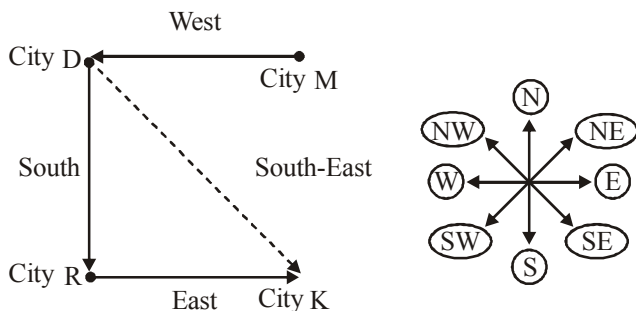 West
City D
City M
South
South-East
City R
East
City K
N
NW
NE
W
E
SW
SE
S